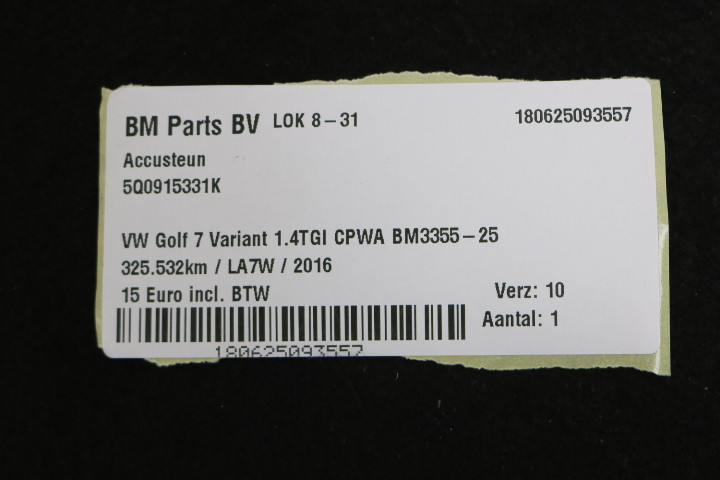 BM Parts BV LOK 8-31 180625093557
Accusteun
5Q0915331K
VW Golf 7 Variant 1.4TGI CPWA BM3355-25
325.532km / LA7W / 2016
15 Euro incl. BTW Verz: 10
Aantal: 1
180625093557